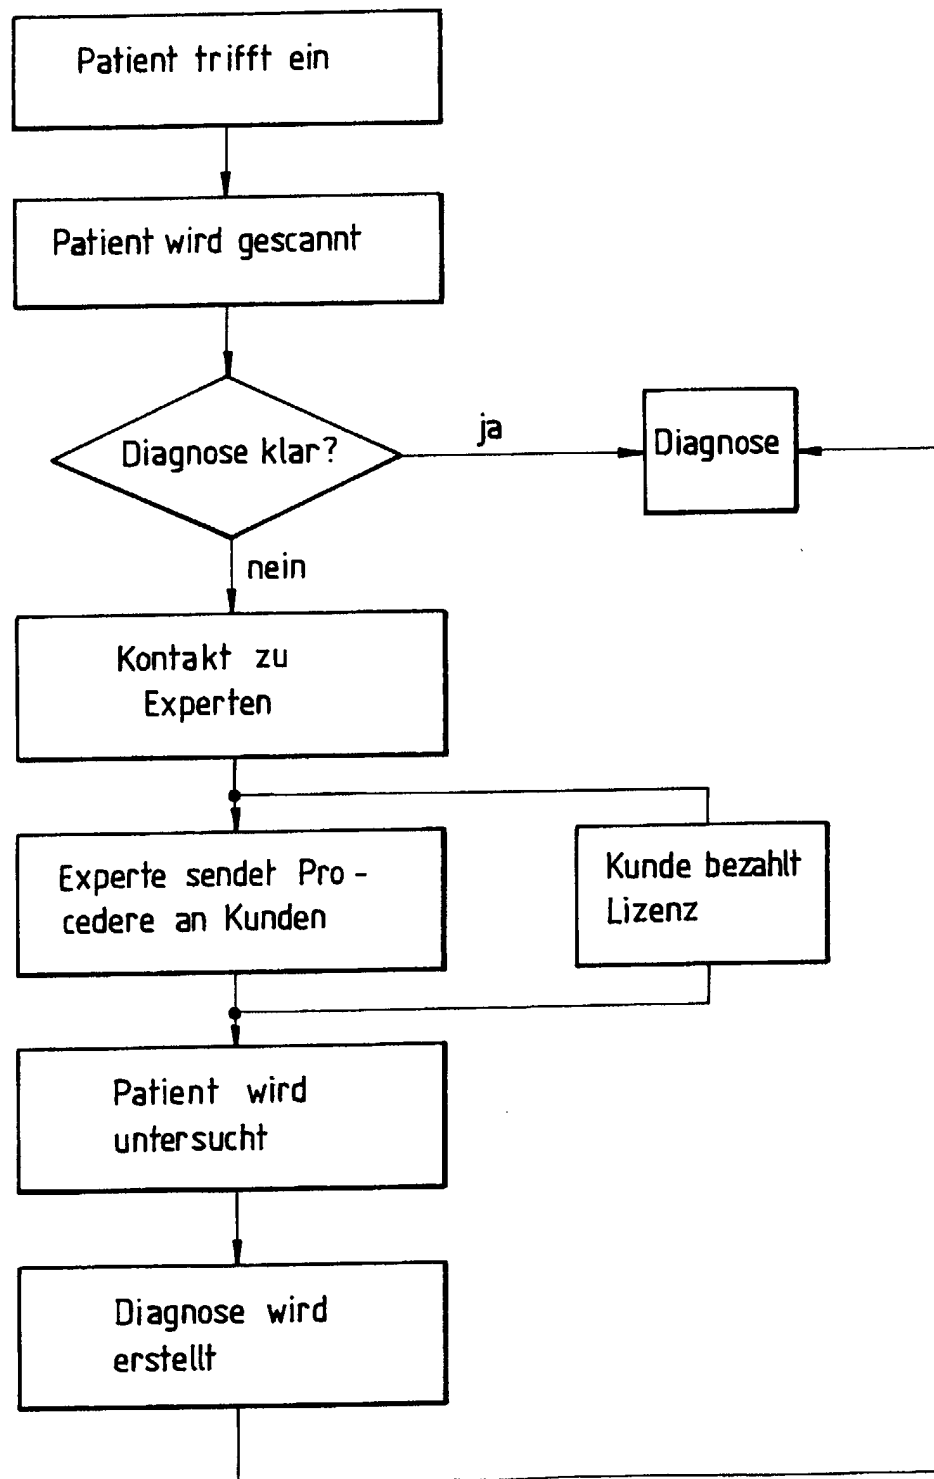 Patient trifft ein
Patient wird gescannt
Diagnose klar?
ja
Diagnose
nein
Kontakt zu
Experten
Experte sendet Pro-
cedere an Kunden
Kunde bezahlt
Lizenz
Patient wird
untersucht
Diagnose wird
erstellt